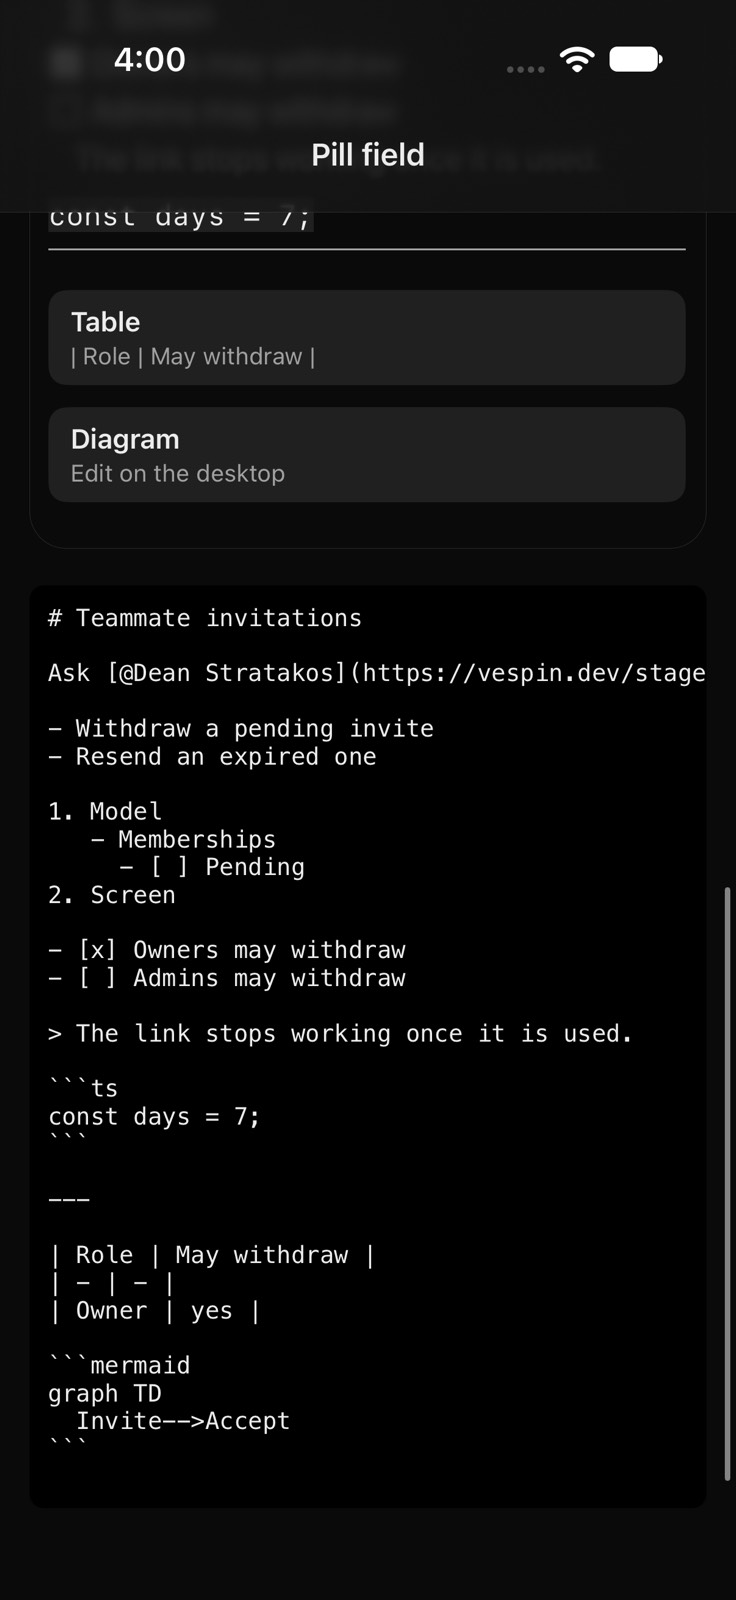 4:00
Admins may withdraw
Pill field
const days = 7;
Table
| Role | May withdraw |
Diagram
Edit on the desktop
# Teammate invitations
Ask [@Dean Stratakos](https://vespin.dev/stage
- Withdraw a pending invite
- Resend an expired one
1. Model
   - Memberships
     - [ ] Pending
2. Screen
- [x] Owners may withdraw
- [ ] Admins may withdraw
> The link stops working once it is used.
```ts
const days = 7;
```
---
| Role | May withdraw |
| - | - |
| Owner | yes |
```mermaid
graph TD
  Invite-->Accept
```